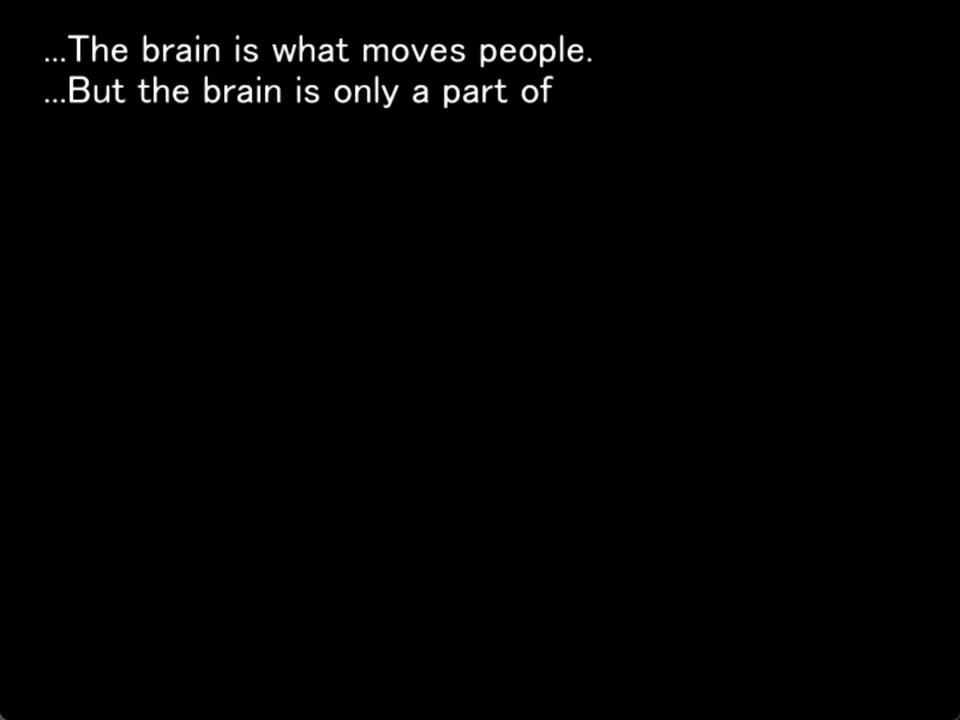 ...The brain is what moves people.
...But the brain is only a part of